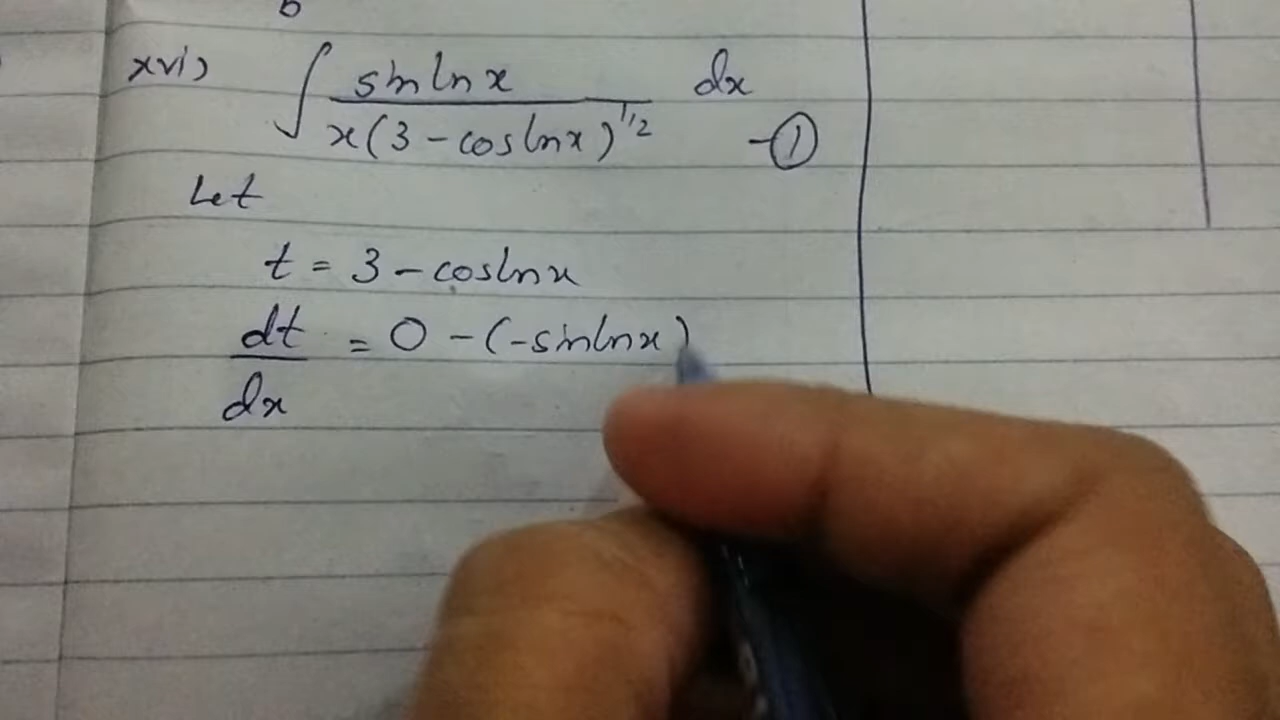 b
xvi) ∫ sin ln x / x(3 - cos ln x)^1/2 dx -①
Let
t = 3 - cos ln x
dt/dx = 0 - (-sin ln x)